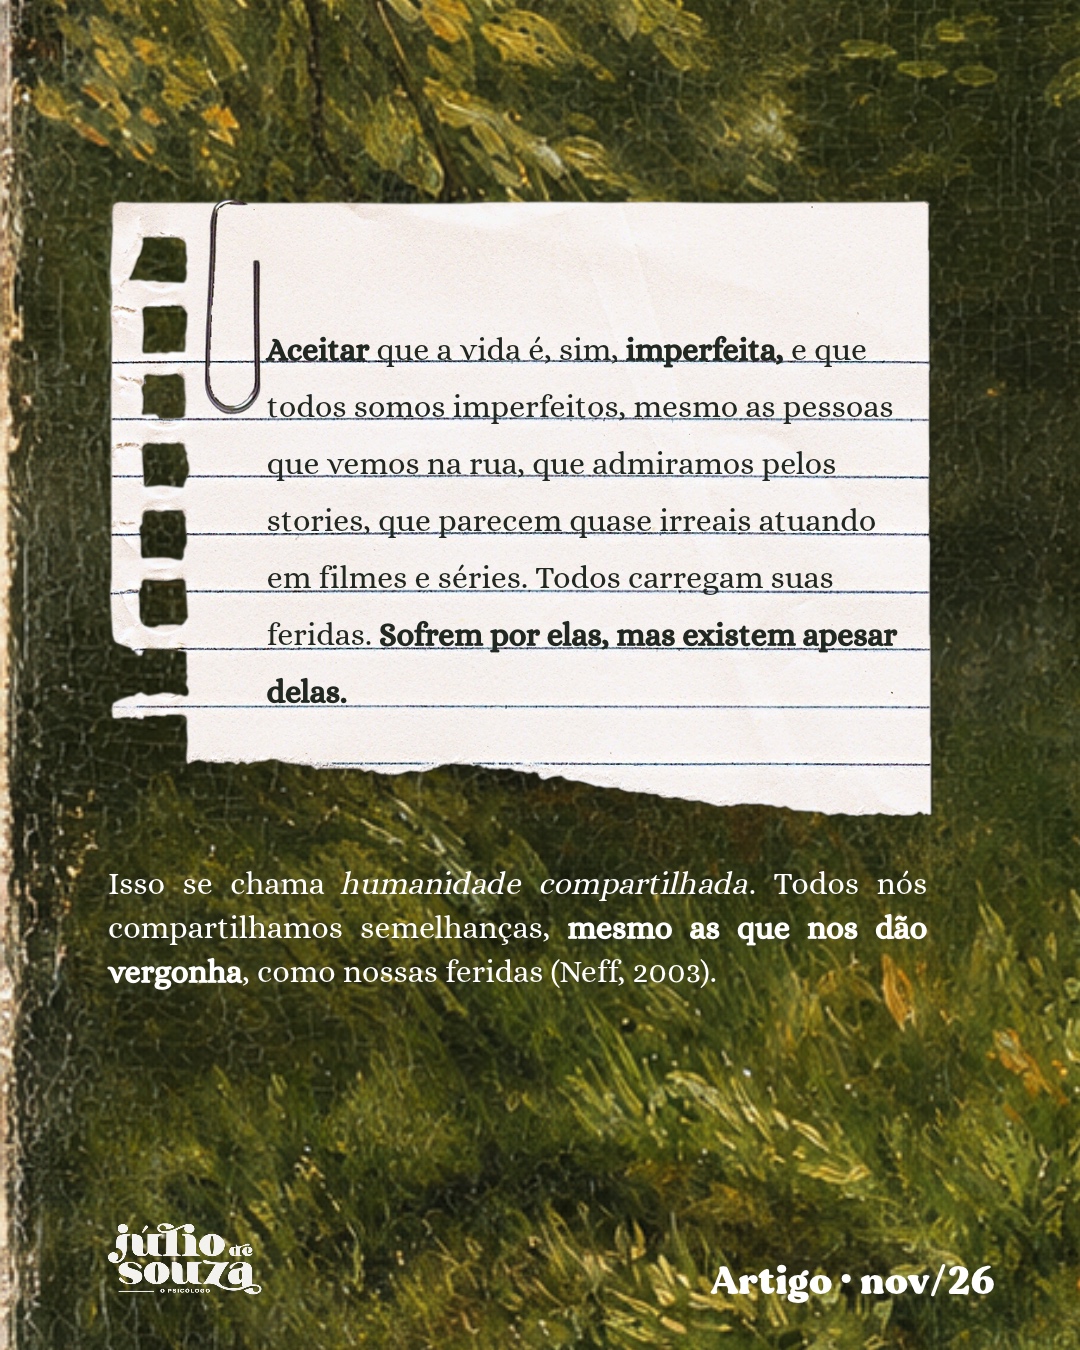 Aceitar que a vida é, sim, imperfeita, e que
todos somos imperfeitos, mesmo as pessoas
que vemos na rua, que admiramos pelos
stories, que parecem quase irreais atuando
em filmes e séries. Todos carregam suas
feridas. Sofrem por elas, mas existem apesar
delas.
Isso se chama humanidade compartilhada. Todos nós
compartilhamos semelhanças, mesmo as que nos dão
vergonha, como nossas feridas (Neff, 2003).
júlio de
souza
O PSICÓLOGO
Artigo • nov/26